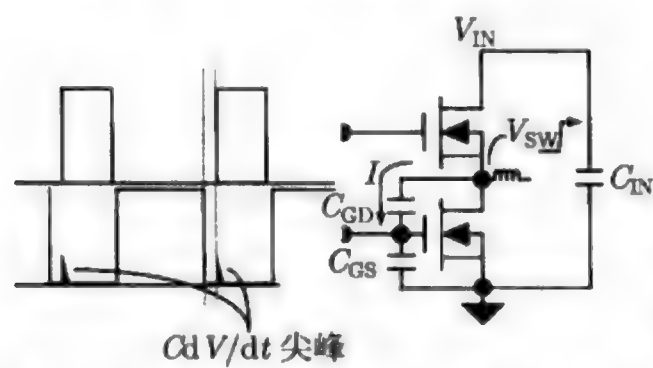 V_IN
V_SW
I
C_GD
C_IN
C_GS
CdV/dt 尖峰